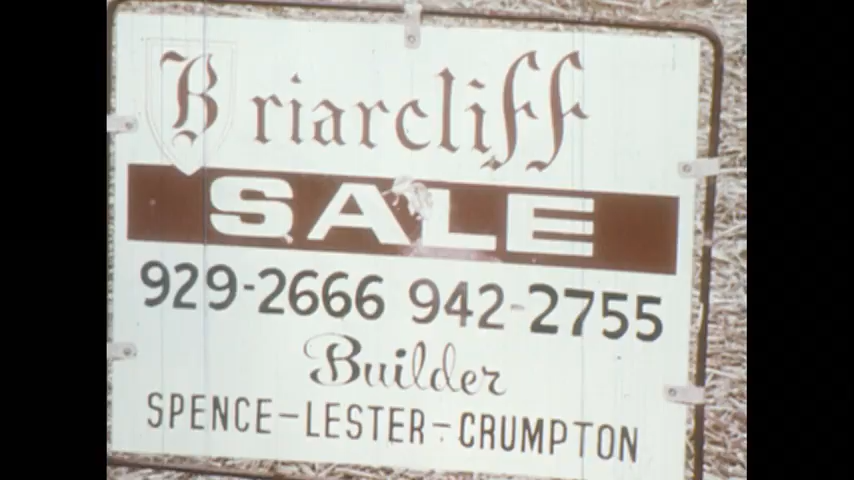 Briarcliff
SALE
929-2666 942-2755
Builder
SPENCE-LESTER-CRUMPTON